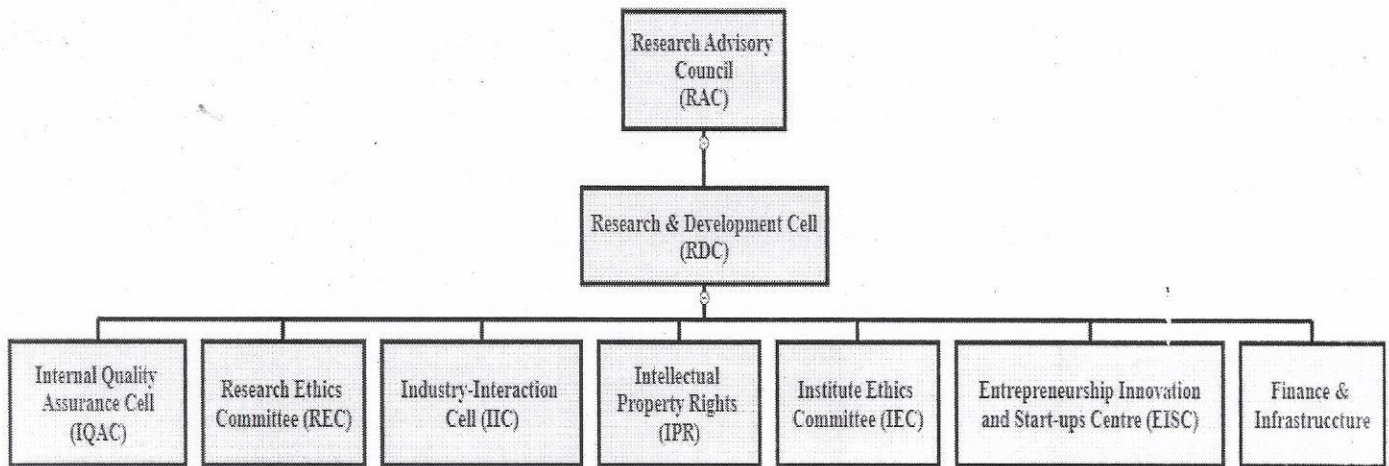 Research Advisory
Council
(RAC)
Research & Development Cell
(RDC)
Internal Quality
Assurance Cell
(IQAC)
Research Ethics
Committee (REC)
Industry-Interaction
Cell (IIC)
Intellectual
Property Rights
(IPR)
Institute Ethics
Committee (IEC)
Entrepreneurship Innovation
and Start-ups Centre (EISC)
Finance &
Infrastruccture